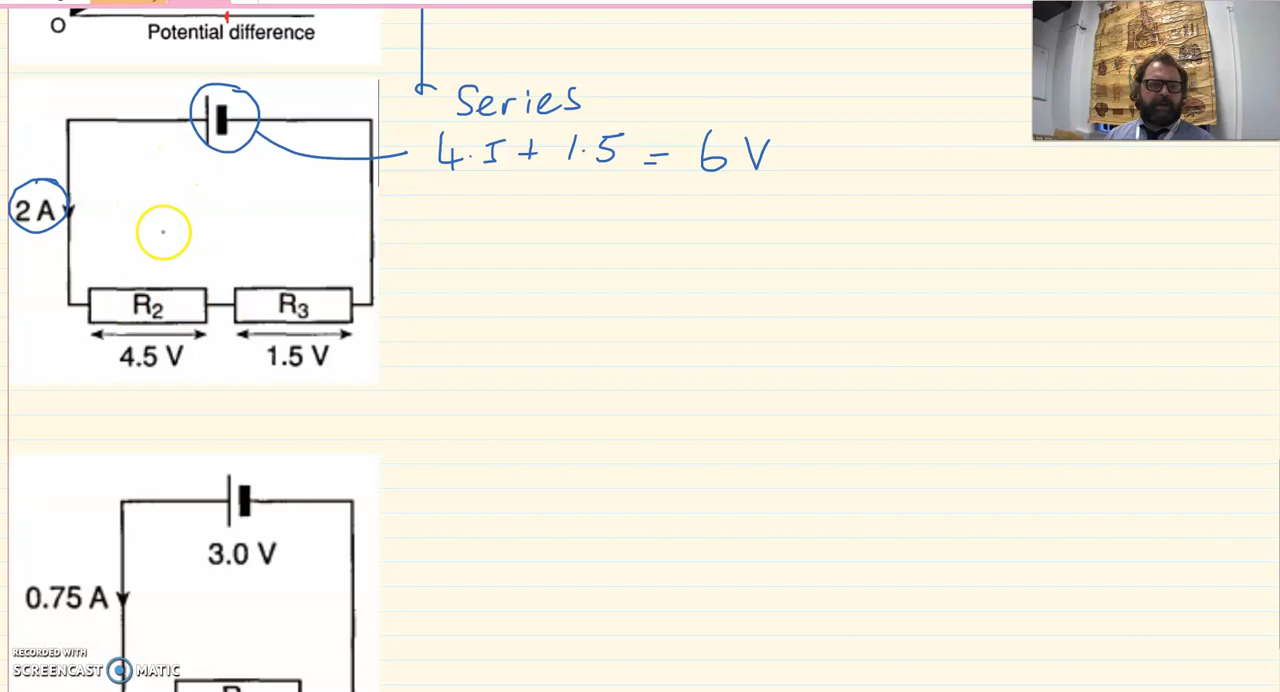 O
Potential difference
Series
4.5 + 1.5 = 6 V
2 A
R2
R3
4.5 V
1.5 V
3.0 V
0.75 A
RECORDED WITH
SCREENCAST MATIC